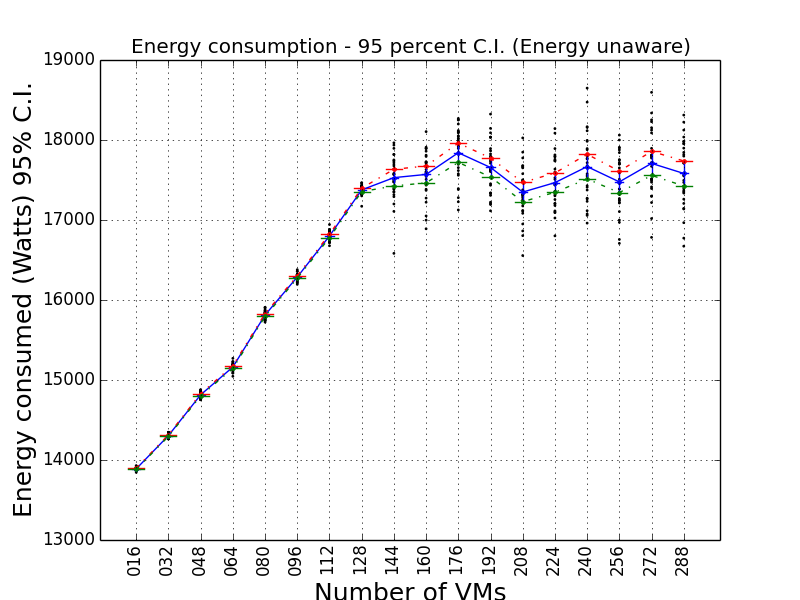 Energy consumption - 95 percent C.I. (Energy unaware)
Energy consumed (Watts) 95% C.I.
19000
18000
17000
16000
15000
14000
13000
016 032 048 064 080 096 112 128 144 160 176 192 208 224 240 256 272 288
Number of VMs